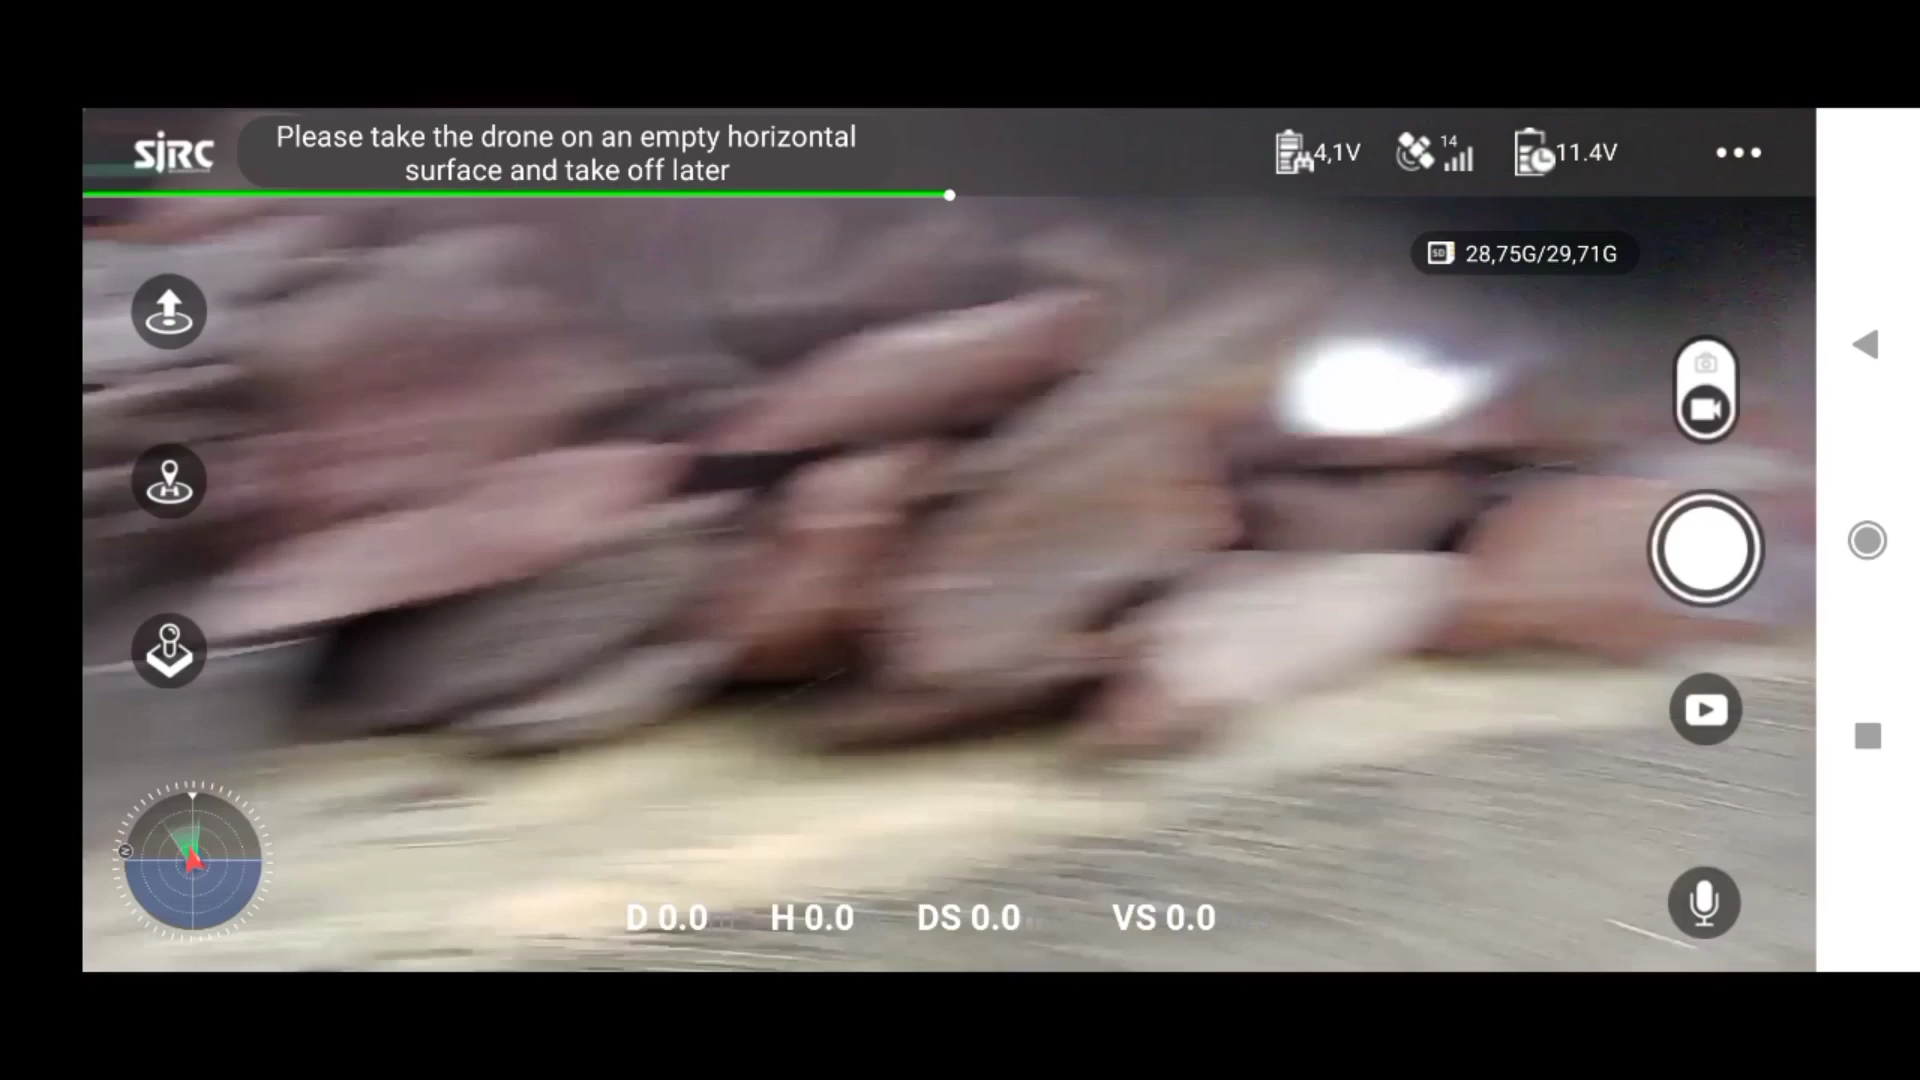 SJRC
Please take the drone on an empty horizontal
surface and take off later
4,1V
14
11.4V
SD
28,75G/29,71G
N
D 0.0
H 0.0
DS 0.0
VS 0.0